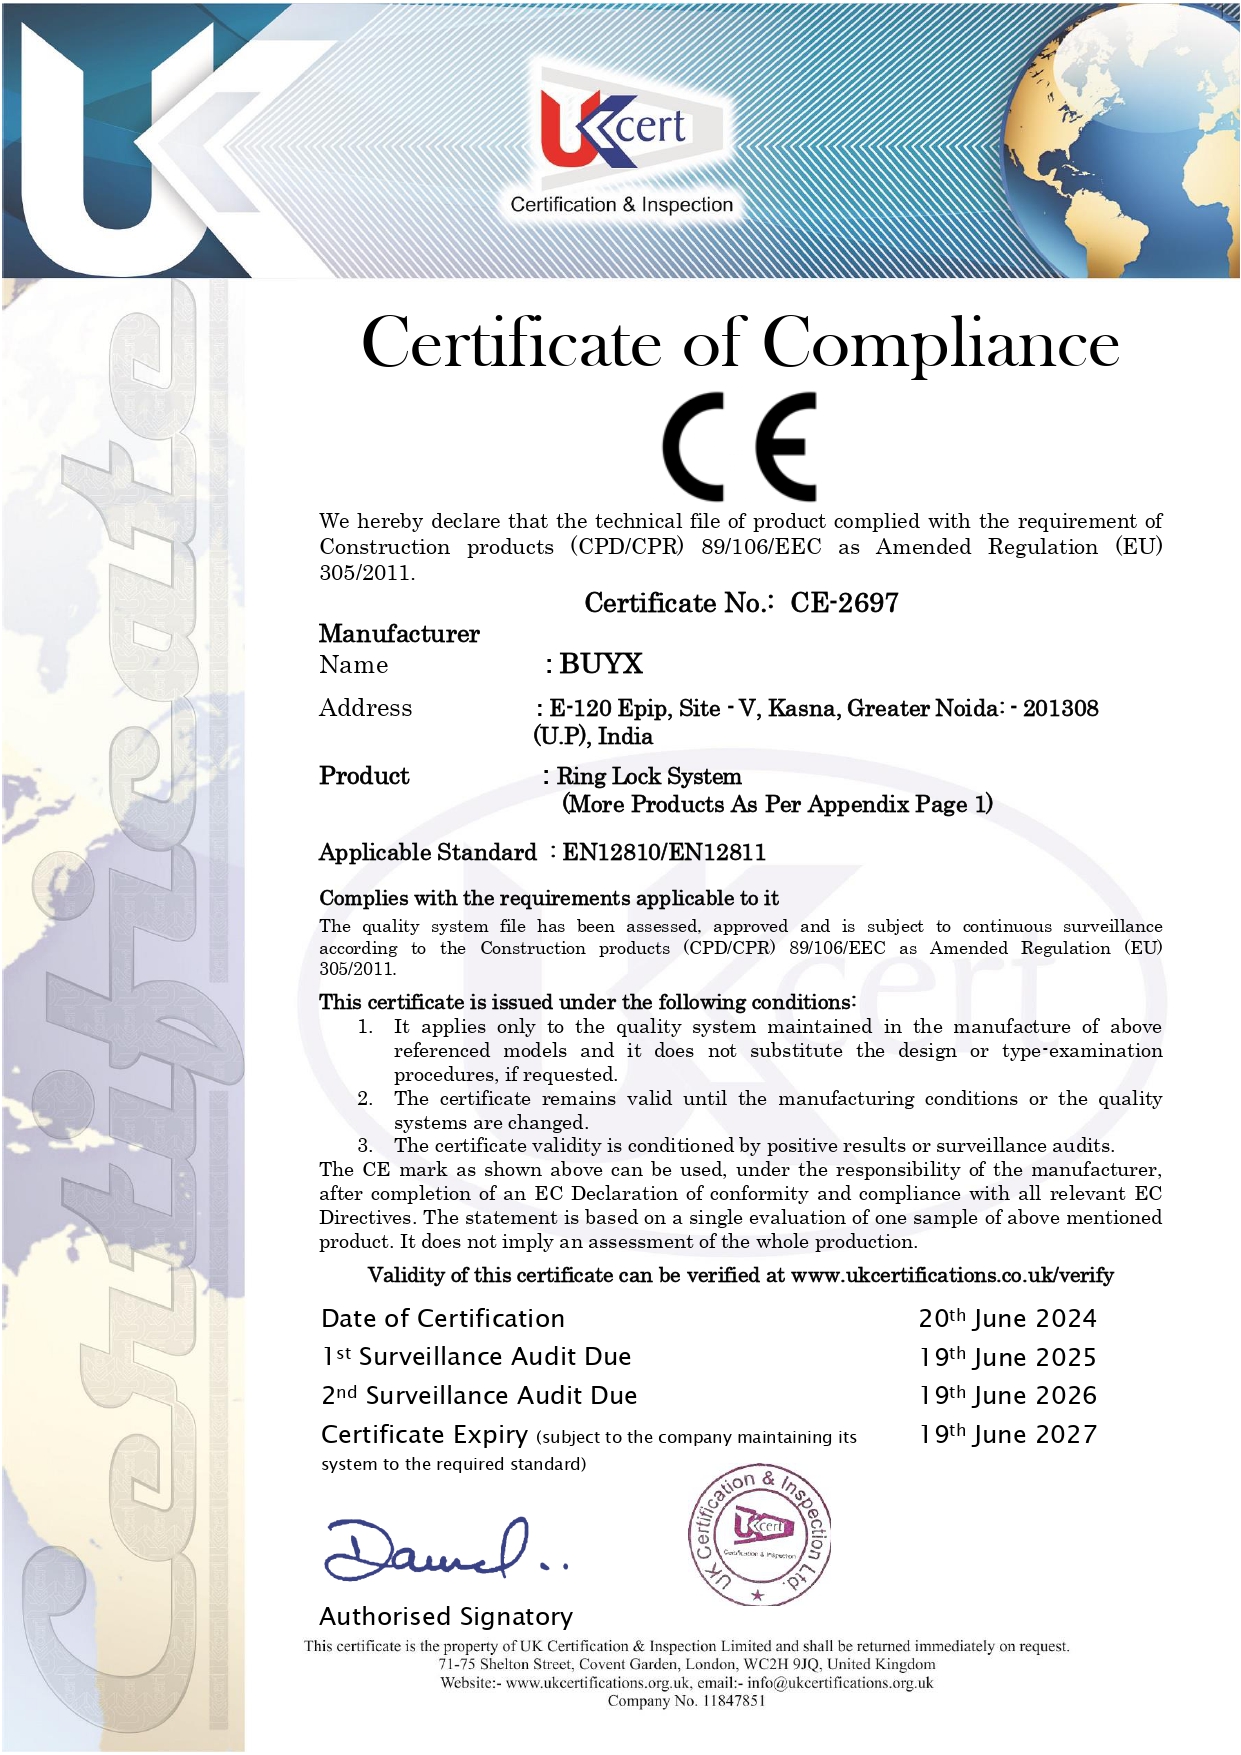 UK
UKcert
Certification & Inspection
Certificate
Certificate of Compliance
CE
We hereby declare that the technical file of product complied with the requirement of
Construction products (CPD/CPR) 89/106/EEC as Amended Regulation (EU)
305/2011.
Certificate No.: CE-2697
Manufacturer
Name : BUYX
Address : E-120 Epip, Site - V, Kasna, Greater Noida: - 201308
(U.P), India
Product : Ring Lock System
(More Products As Per Appendix Page 1)
Applicable Standard : EN12810/EN12811
Complies with the requirements applicable to it
The quality system file has been assessed, approved and is subject to continuous surveillance
according to the Construction products (CPD/CPR) 89/106/EEC as Amended Regulation (EU)
305/2011.
This certificate is issued under the following conditions:
1. It applies only to the quality system maintained in the manufacture of above
referenced models and it does not substitute the design or type-examination
procedures, if requested.
2. The certificate remains valid until the manufacturing conditions or the quality
systems are changed.
3. The certificate validity is conditioned by positive results or surveillance audits.
The CE mark as shown above can be used, under the responsibility of the manufacturer,
after completion of an EC Declaration of conformity and compliance with all relevant EC
Directives. The statement is based on a single evaluation of one sample of above mentioned
product. It does not imply an assessment of the whole production.
Validity of this certificate can be verified at www.ukcertifications.co.uk/verify
Date of Certification 20th June 2024
1st Surveillance Audit Due 19th June 2025
2nd Surveillance Audit Due 19th June 2026
Certificate Expiry (subject to the company maintaining its 19th June 2027
system to the required standard)
UK Certification & Inspection Ltd.
UKcert
Certification & Inspection
Authorised Signatory
This certificate is the property of UK Certification & Inspection Limited and shall be returned immediately on request.
71-75 Shelton Street, Covent Garden, London, WC2H 9JQ, United Kingdom
Website:- www.ukcertifications.org.uk, email:- info@ukcertifications.org.uk
Company No. 11847851